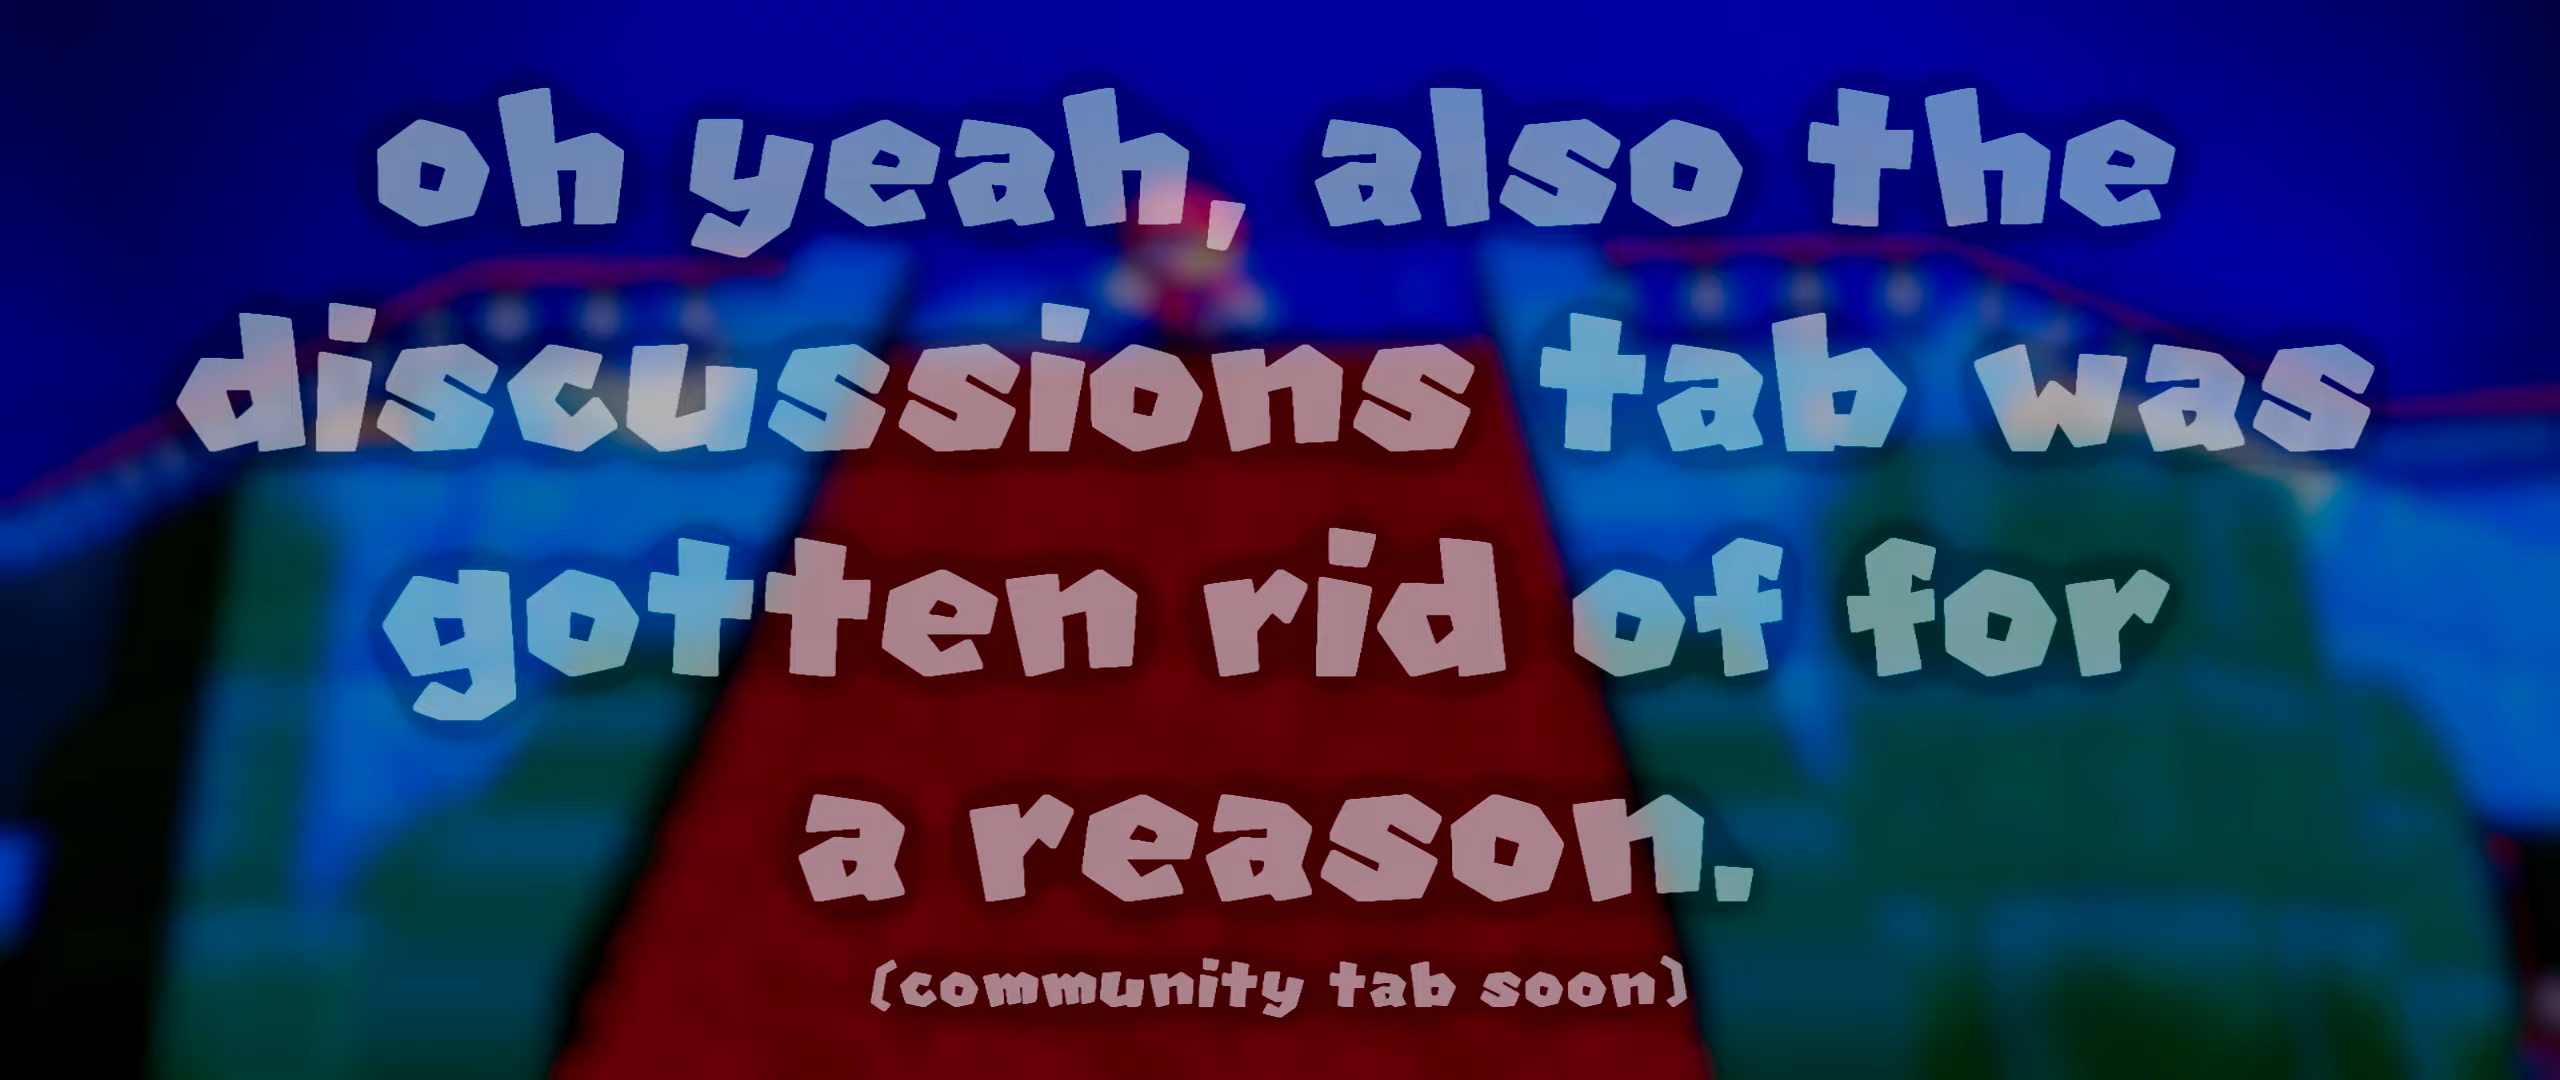 oh yeah, also the
discussions tab was
gotten rid of for
a reason.
(community tab soon)